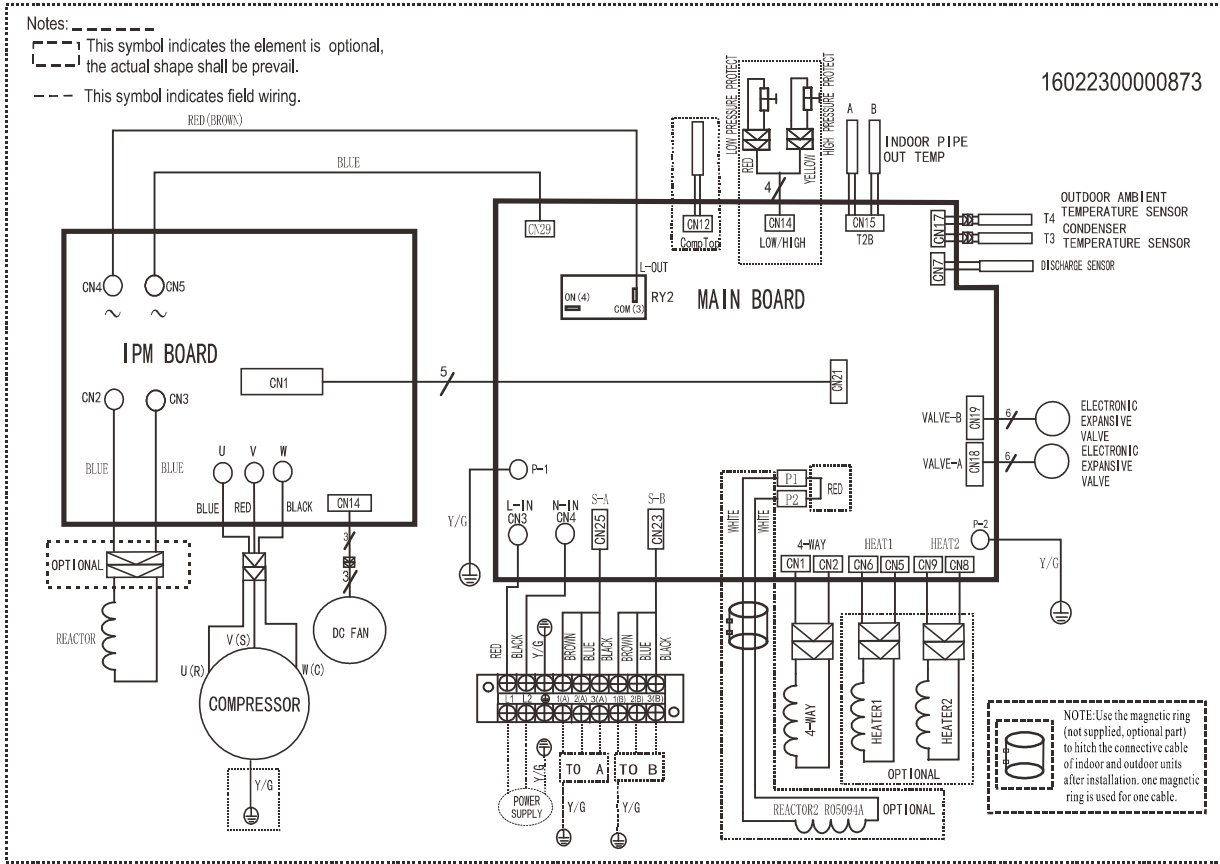 Notes:
This symbol indicates the element is optional,
the actual shape shall be prevail.
This symbol indicates field wiring.
16022300000873
RED(BROWN)
BLUE
LOW PRESSURE PROTECT
HIGH PRESSURE PROTECT
RED
YELLOW
4
A
B
INDOOR PIPE
OUT TEMP
CN12
CompTop
CN14
LOW/HIGH
CN15
T2B
CN17
T4
OUTDOOR AMBIENT
TEMPERATURE SENSOR
T3
CONDENSER
TEMPERATURE SENSOR
CN7
DISCHARGE SENSOR
CN29
L-OUT
ON(4)
COM(3)
RY2
MAIN BOARD
CN4
CN5
∼
∼
IPM BOARD
CN1
5
CN21
CN2
CN3
BLUE
BLUE
U
V
W
BLUE
RED
BLACK
CN14
3
3
DC FAN
OPTIONAL
REACTOR
U(R)
V(S)
W(C)
COMPRESSOR
Y/G
VALVE-B
CN19
6
ELECTRONIC
EXPANSIVE
VALVE
VALVE-A
CN18
6
ELECTRONIC
EXPANSIVE
VALVE
P-1
Y/G
L-IN
CN3
N-IN
CN4
S-A
CN25
S-B
CN23
P1
P2
RED
WHITE
WHITE
P-2
Y/G
4-WAY
HEAT1
HEAT2
CN1
CN2
CN6
CN5
CN9
CN8
4-WAY
HEATER1
HEATER2
OPTIONAL
RED
BLACK
Y/G
BROWN
BLUE
BLACK
BROWN
BLUE
BLACK
L1
L2
1(A)
2(A)
3(A)
1(B)
2(B)
3(B)
POWER
SUPPLY
Y/G
TO A
TO B
Y/G
Y/G
REACTOR2 R05094A
OPTIONAL
NOTE:Use the magnetic ring
(not supplied, optional part)
to hitch the connective cable
of indoor and outdoor units
after installation. one magnetic
ring is used for one cable.